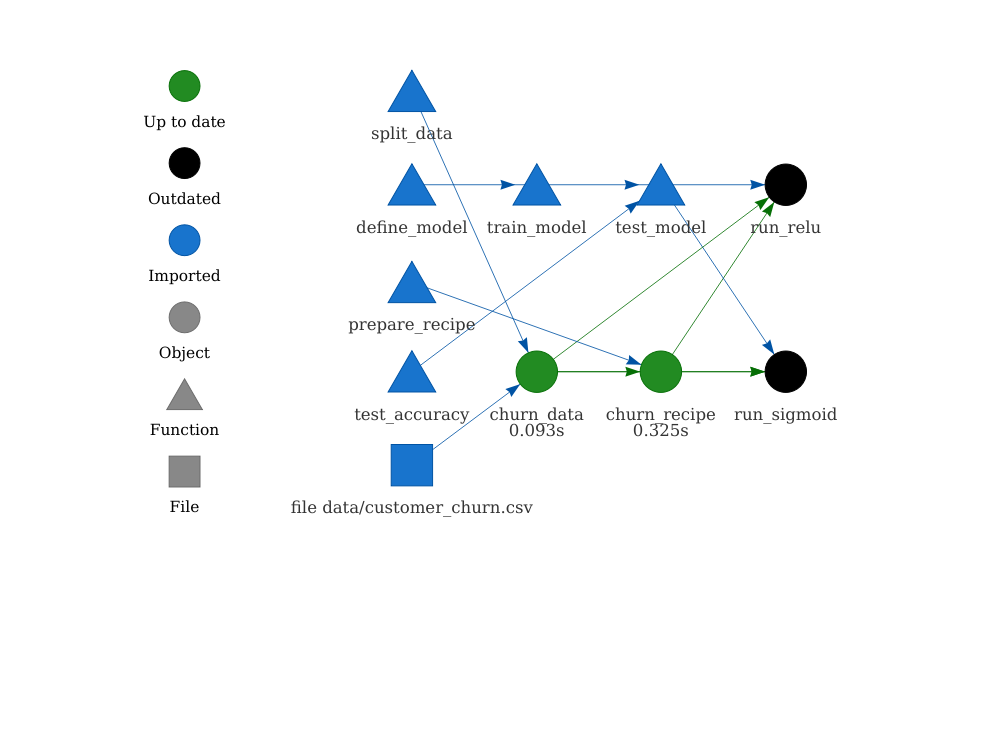 Up to date
Outdated
Imported
Object
Function
File
split_data
define_model
train_model
test_model
run_relu
prepare_recipe
test_accuracy
churn_data
0.093s
churn_recipe
0.325s
run_sigmoid
file data/customer_churn.csv